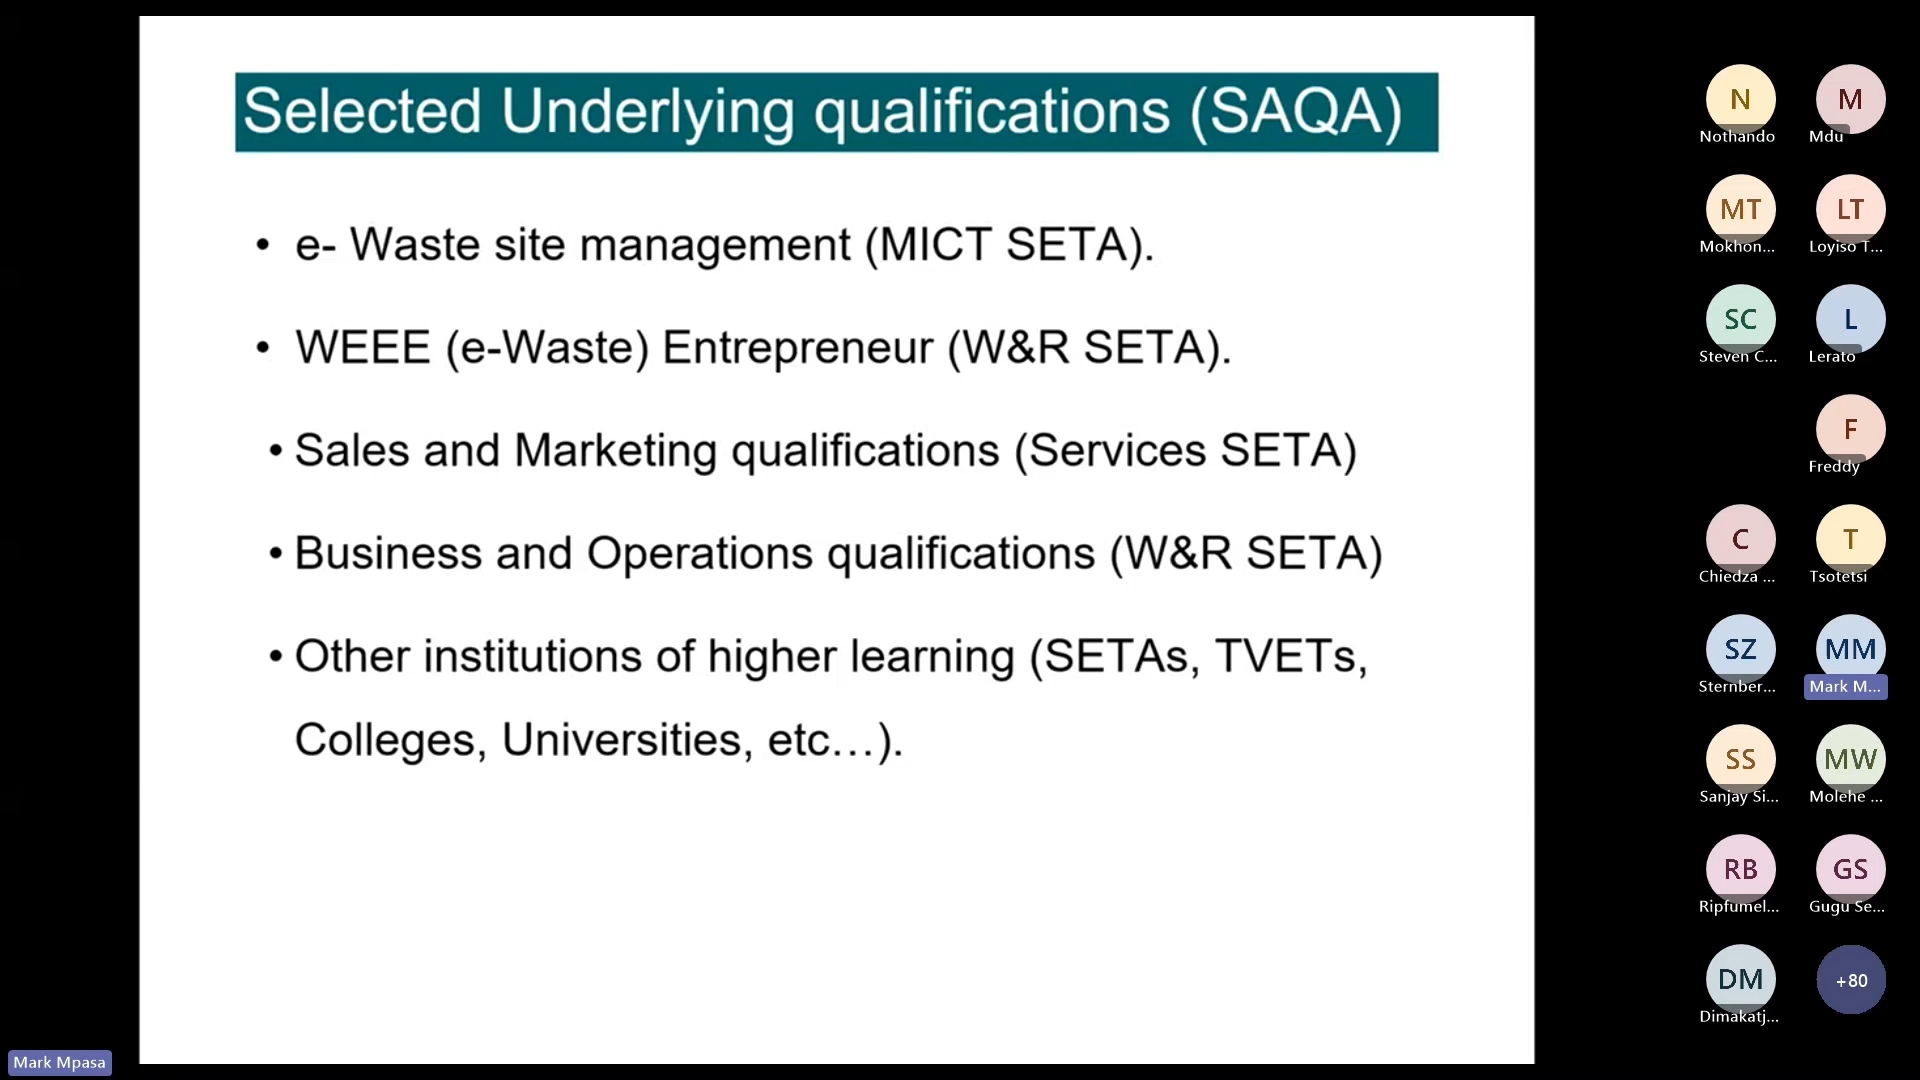 Selected Underlying qualifications (SAQA)
• e- Waste site management (MICT SETA).
• WEEE (e-Waste) Entrepreneur (W&R SETA).
• Sales and Marketing qualifications (Services SETA)
• Business and Operations qualifications (W&R SETA)
• Other institutions of higher learning (SETAs, TVETs,
Colleges, Universities, etc…).
N M
Nothando Mdu
MT LT
Mokhon... Loyiso T...
SC L
Steven C... Lerato
F
Freddy
C T
Chiedza ... Tsotetsi
SZ MM
Sternber... Mark M...
SS MW
Sanjay Si... Molehe ...
RB GS
Ripfumel... Gugu Se...
DM +80
Dimakatj...
Mark Mpasa